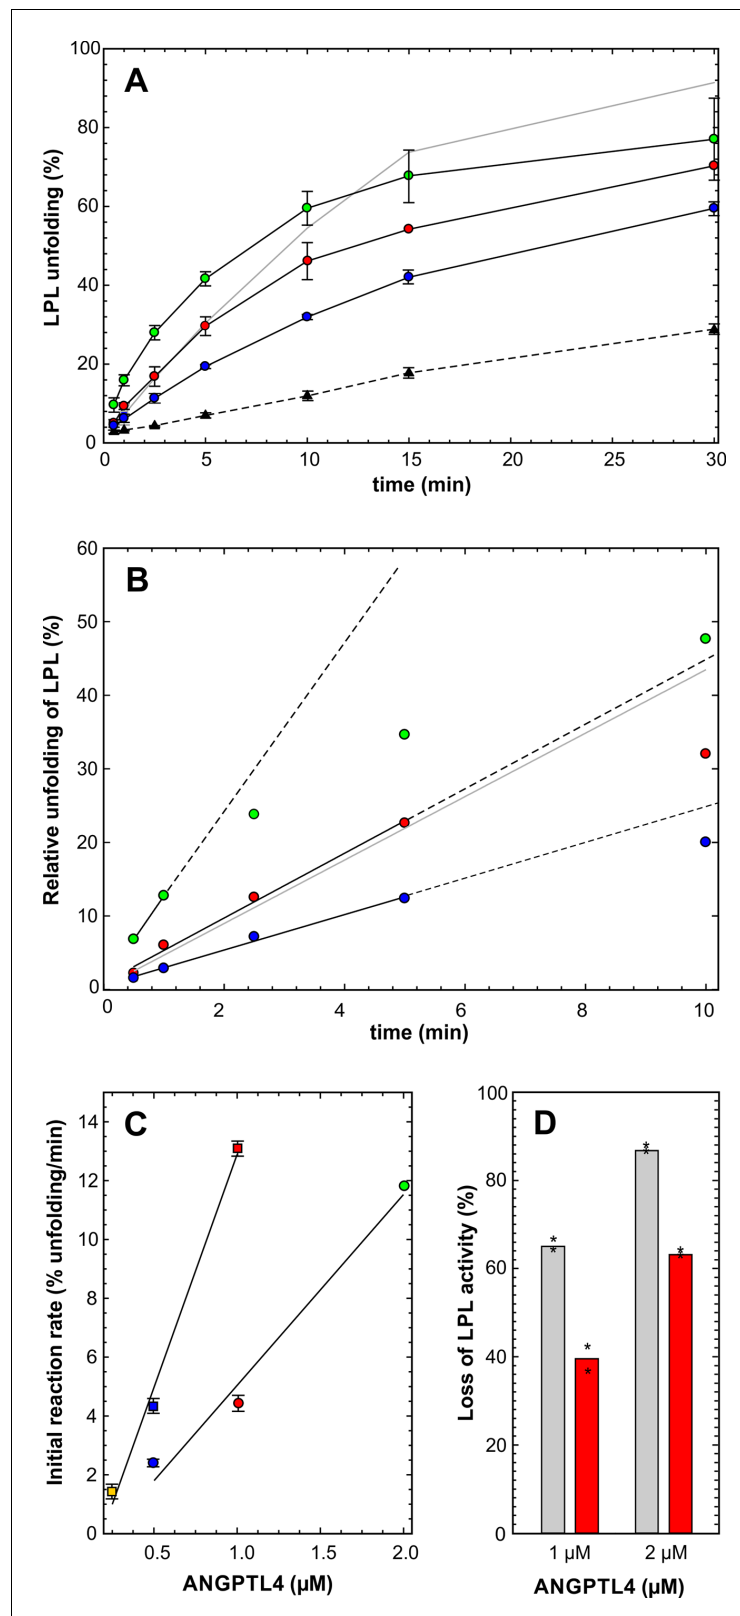 A
100
80
60
40
20
0
LPL unfolding (%)
0 5 10 15 20 25 30
time (min)
B
60
50
40
30
20
10
0
Relative unfolding of LPL (%)
0 2 4 6 8 10
time (min)
C
14
12
10
8
6
4
2
0
Initial reaction rate (% unfolding/min)
0.5 1.0 1.5 2.0
ANGPTL4 (µM)
D
100
80
60
40
20
0
Loss of LPL activity (%)
* * * *
* * * *
1 µM 2 µM
ANGPTL4 (µM)